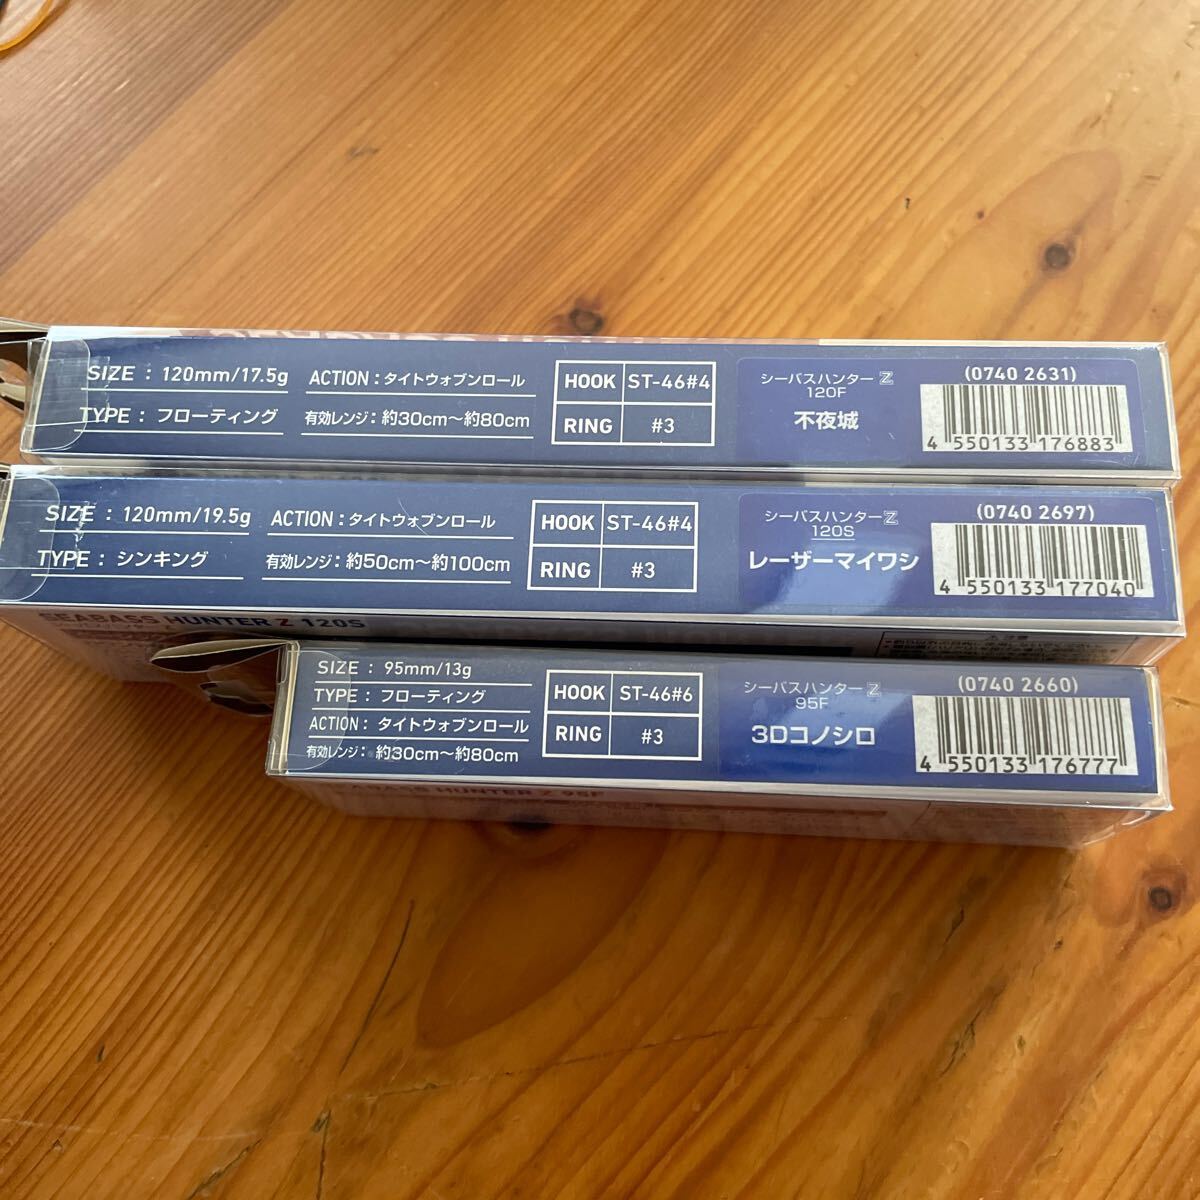 SIZE : 120mm/17.5g
TYPE : フローティング
ACTION : タイトウォブンロール
有効レンジ : 約30cm〜約80cm
HOOK ST-46#4
RING #3
シーバスハンターZ
120F
不夜城
(0740 2631)
4 550133 176883
SIZE : 120mm/19.5g
TYPE : シンキング
ACTION : タイトウォブンロール
有効レンジ : 約50cm〜約100cm
HOOK ST-46#4
RING #3
シーバスハンターZ
120S
レーザーマイワシ
(0740 2697)
4 550133 177040
SEABASS HUNTER Z 120S
SIZE : 95mm/13g
TYPE : フローティング
ACTION : タイトウォブンロール
有効レンジ : 約30cm〜約80cm
HOOK ST-46#6
RING #3
シーバスハンターZ
95F
3Dコノシロ
(0740 2660)
4 550133 176777
HUNTER Z 95F